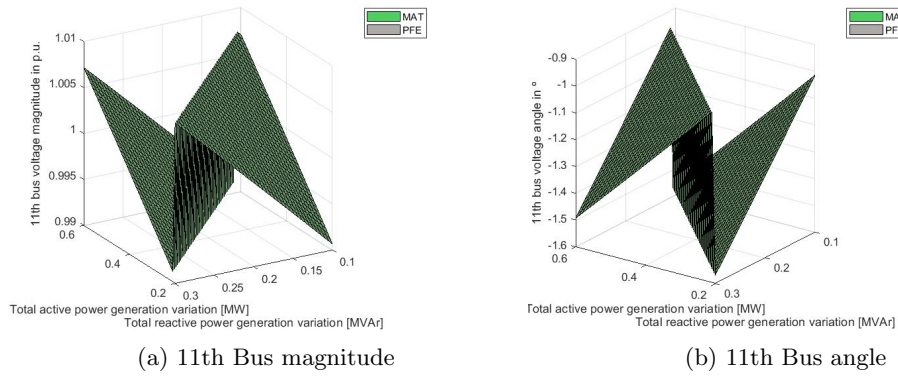 MAT
PFE
1.01
1.005
1
0.995
0.99
11th bus voltage magnitude in p.u.
0.6
0.4
0.2
0.3
0.25
0.2
0.15
0.1
Total active power generation variation [MW]
Total reactive power generation variation [MVAr]
(a) 11th Bus magnitude
MA
PF
-0.9
-1
-1.1
-1.2
-1.3
-1.4
-1.5
-1.6
11th bus voltage angle in º
0.6
0.4
0.2
0.3
0.2
0.1
Total active power generation variation [MW]
Total reactive power generation variation [MVAr]
(b) 11th Bus angle